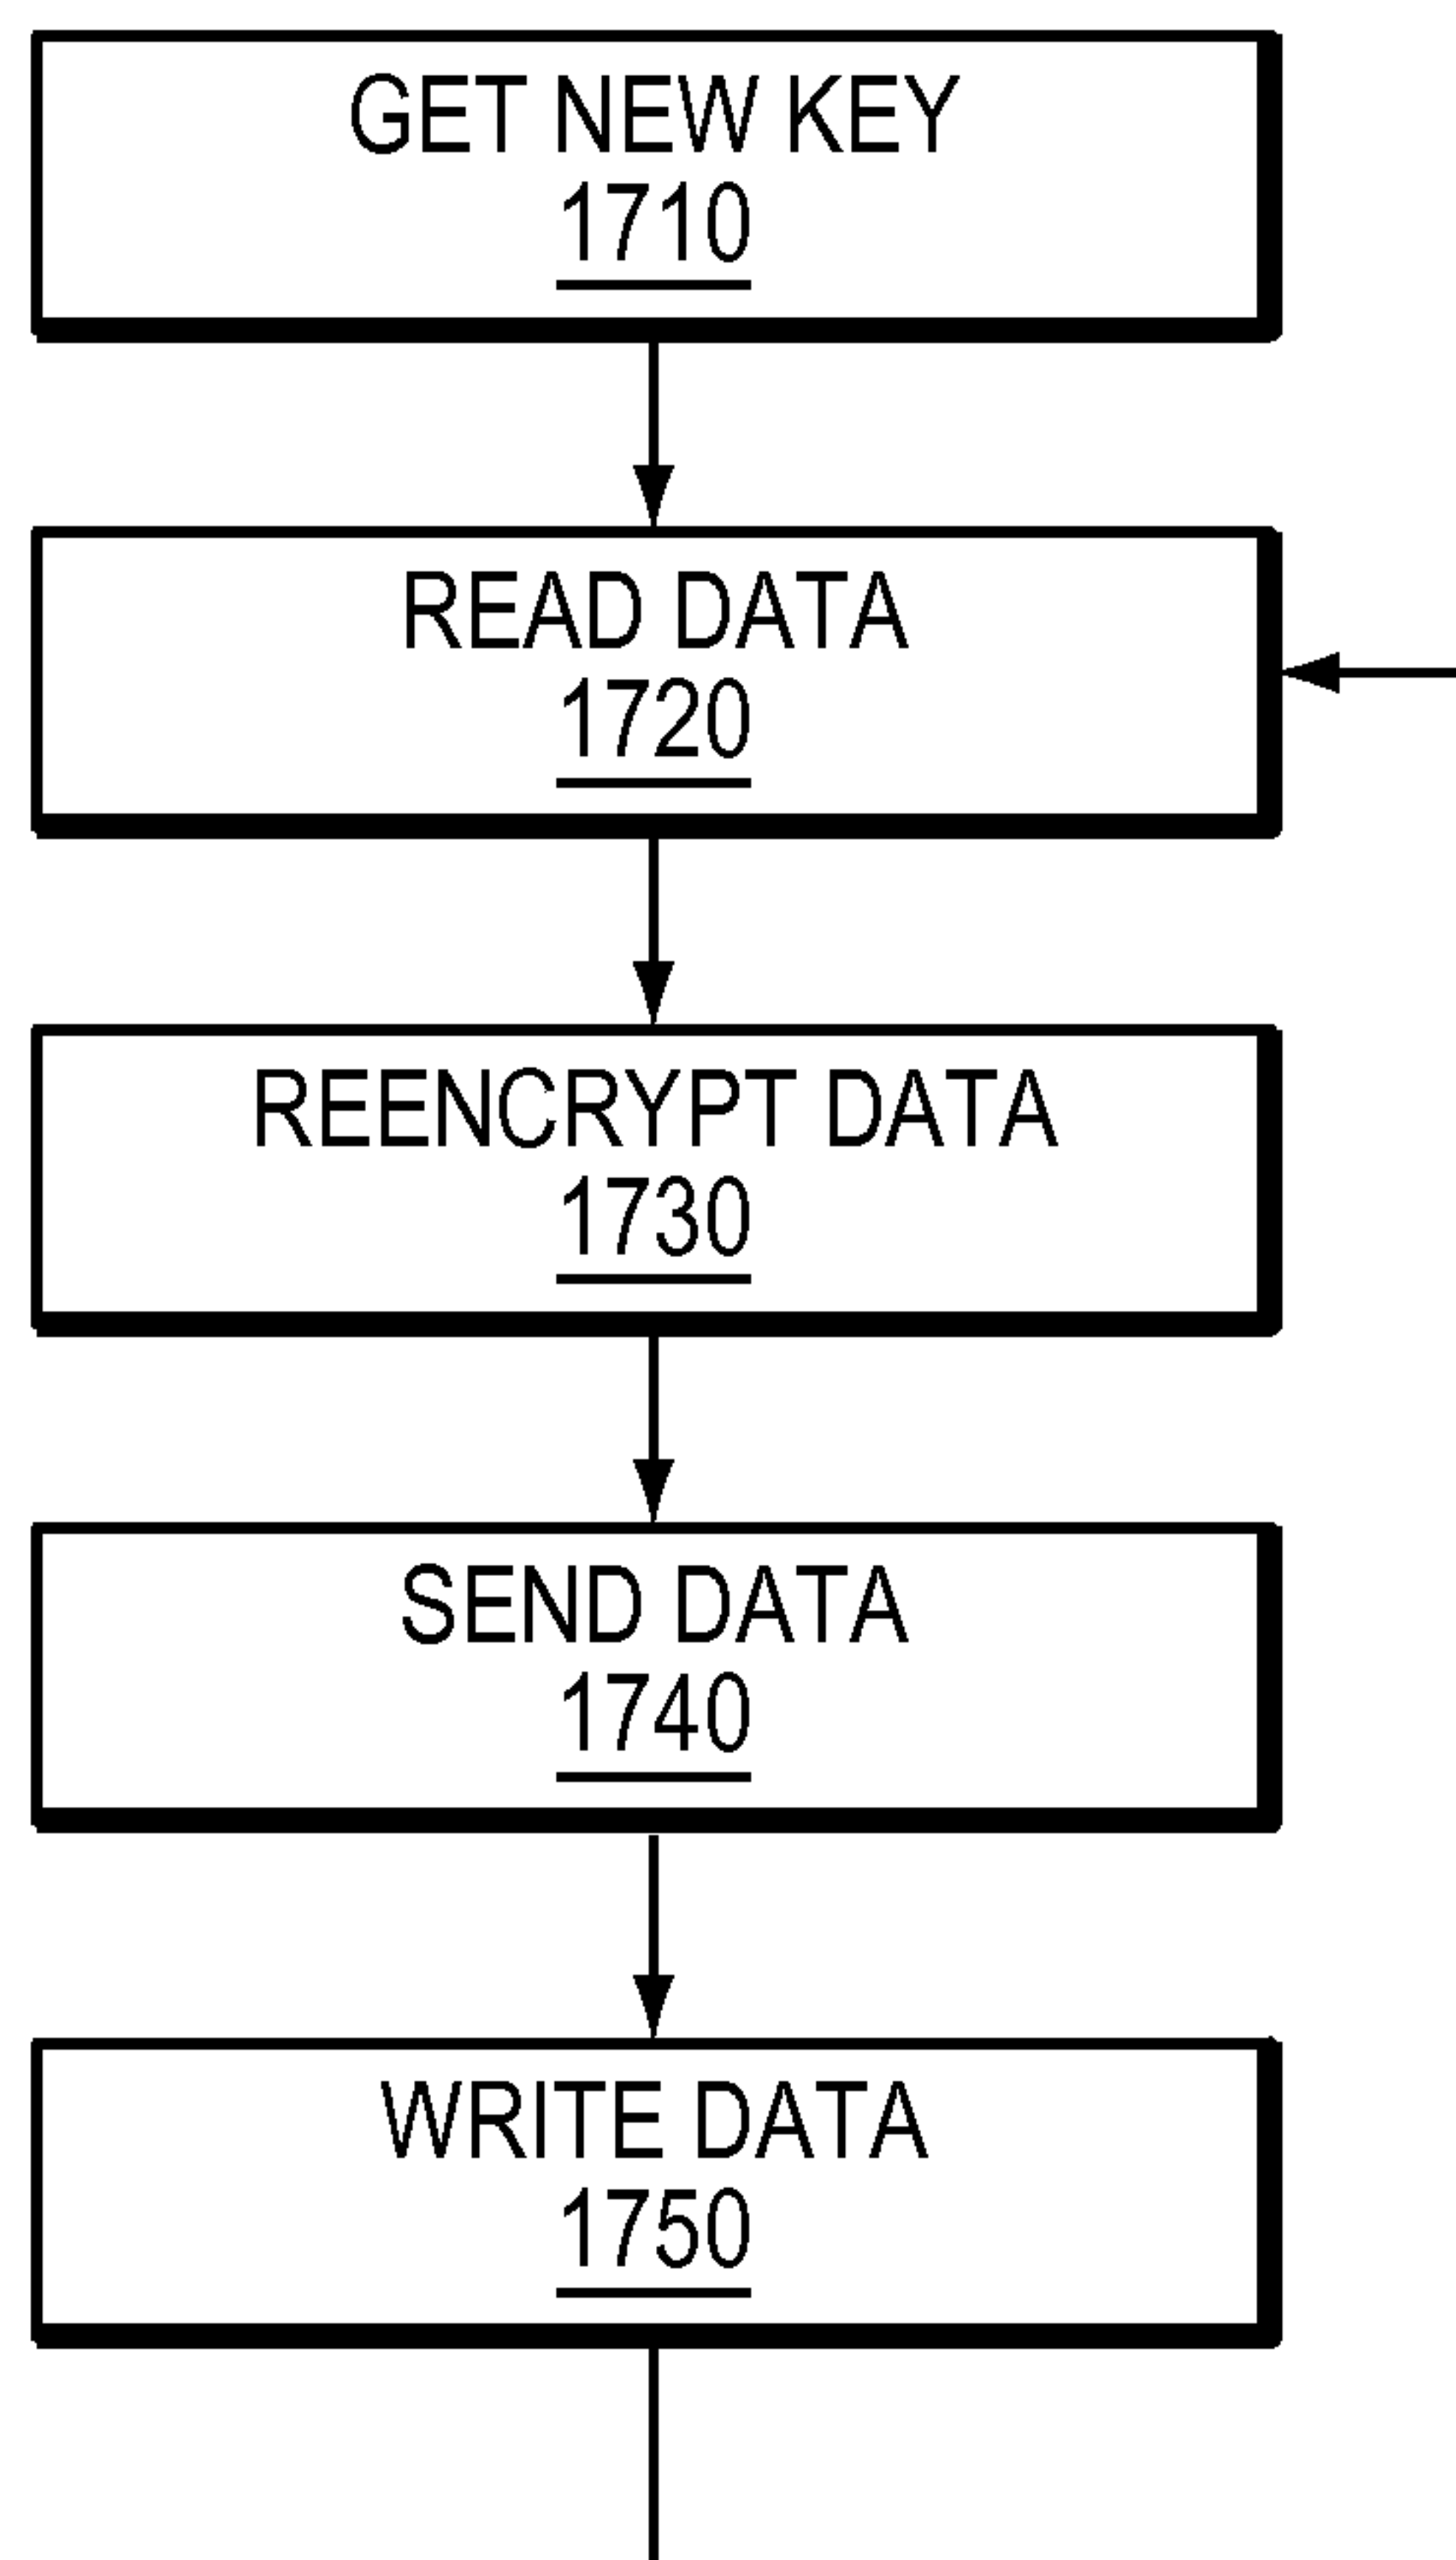 GET NEW KEY
1710
READ DATA
1720
REENCRYPT DATA
1730
SEND DATA
1740
WRITE DATA
1750